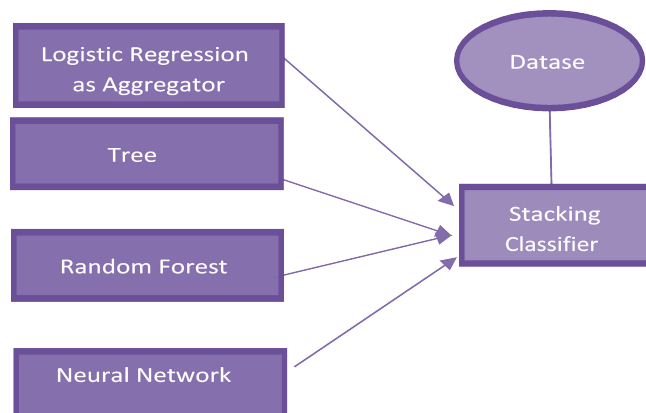 Logistic Regression
as Aggregator
Datase
Tree
Stacking
Classifier
Random Forest
Neural Network